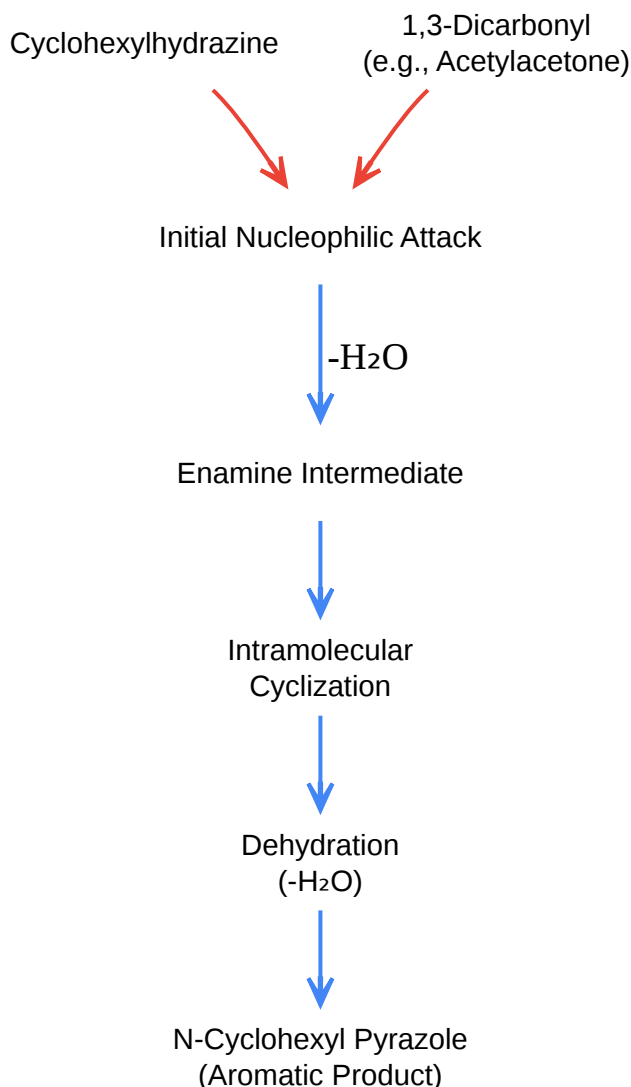 Cyclohexylhydrazine
1,3-Dicarbonyl
(e.g., Acetylacetone)
Initial Nucleophilic Attack
-H₂O
Enamine Intermediate
Intramolecular
Cyclization
Dehydration
(-H₂O)
N-Cyclohexyl Pyrazole
(Aromatic Product)